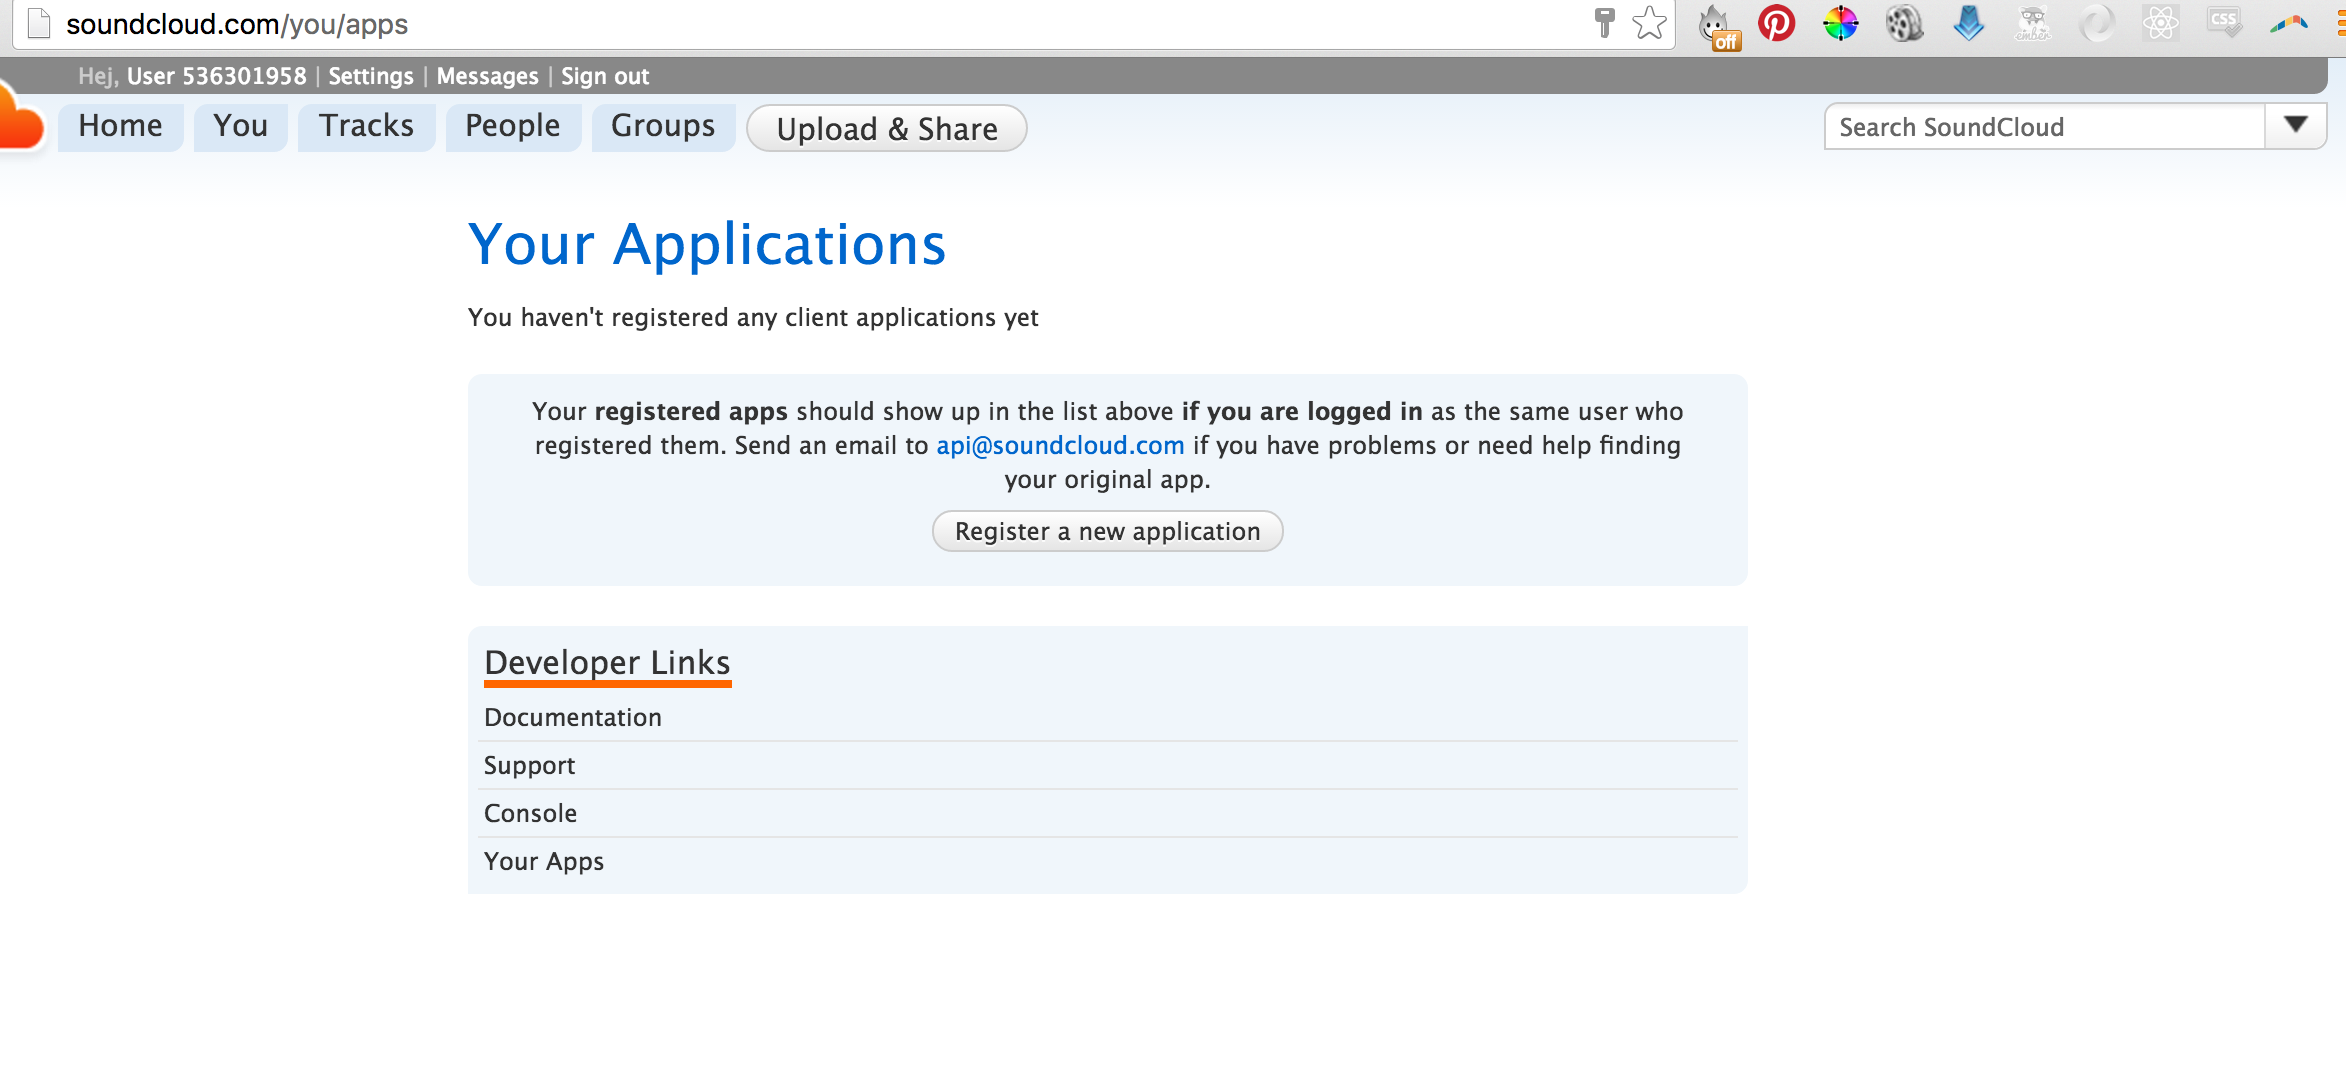 soundcloud.com/you/apps
off
ember
CSS
Hej, User 536301958 | Settings | Messages | Sign out
Home You Tracks People Groups Upload & Share Search SoundCloud
Your Applications
You haven't registered any client applications yet
Your registered apps should show up in the list above if you are logged in as the same user who
registered them. Send an email to api@soundcloud.com if you have problems or need help finding
your original app.
Register a new application
Developer Links
Documentation
Support
Console
Your Apps